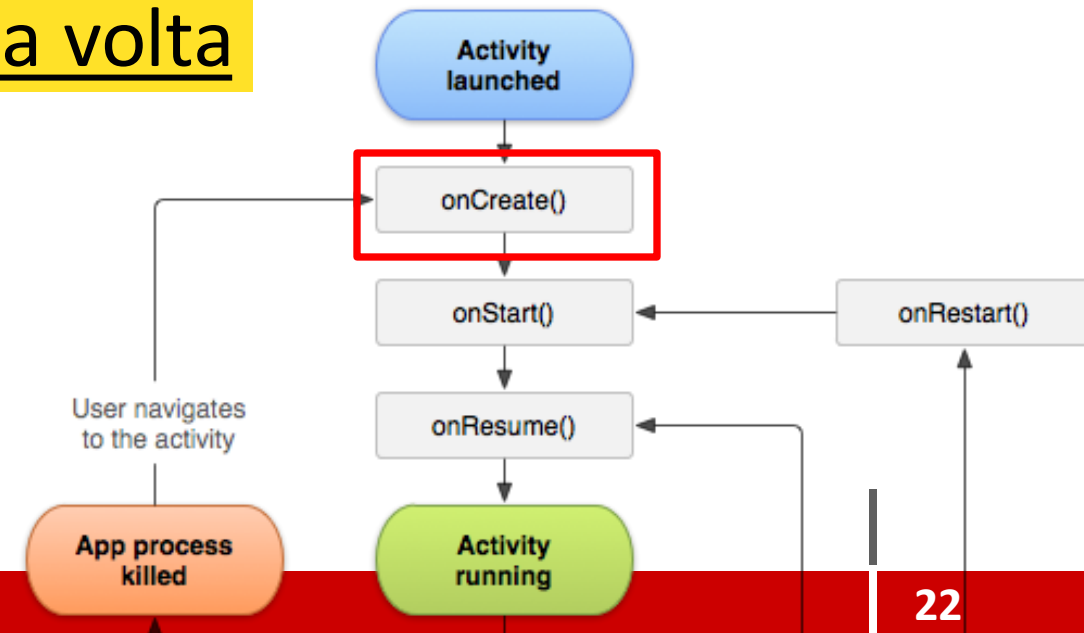 a volta
Activity
launched
onCreate()
onStart()
onRestart()
User navigates
to the activity
onResume()
App process
killed
Activity
running
22